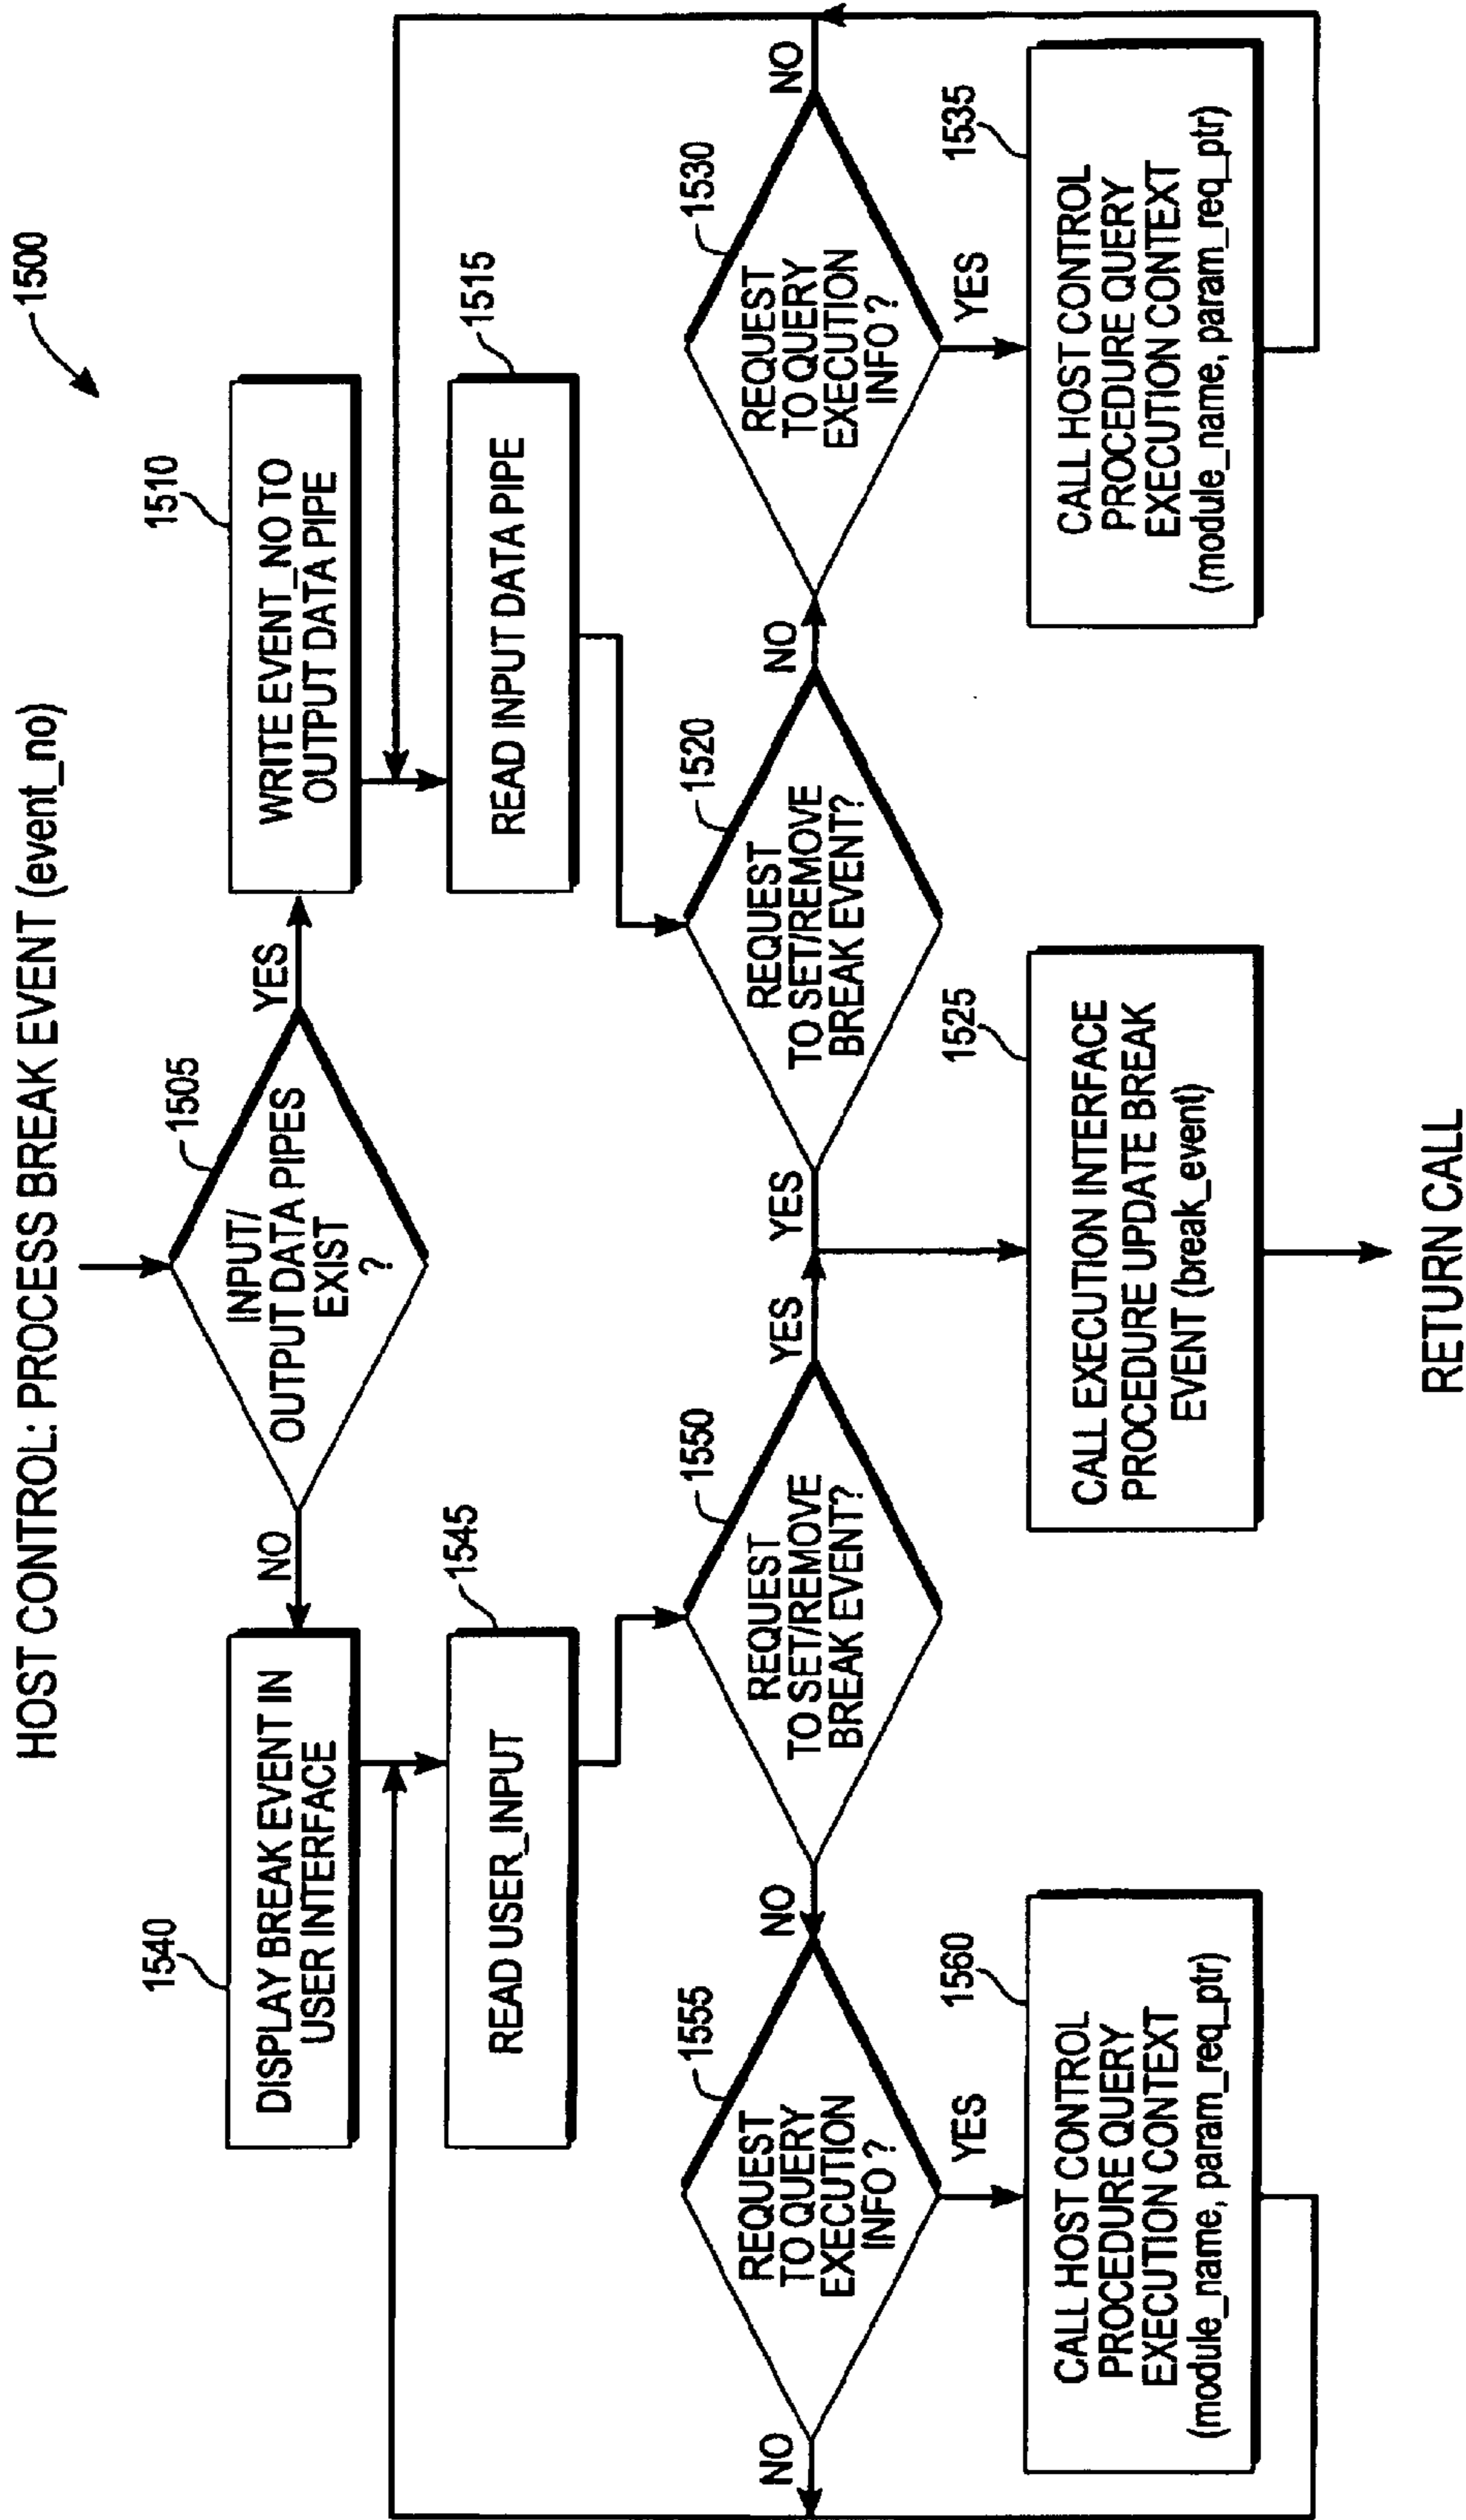 HOST CONTROL: PROCESS BREAK EVENT (event_no)
1500
1505
INPUT/
OUTPUT DATA PIPES
EXIST
?
NO
YES
1540
DISPLAY BREAK EVENT IN
USER INTERFACE
1510
WRITE EVENT_NO TO
OUTPUT DATA PIPE
1545
READ USER_INPUT
1515
READ INPUT DATA PIPE
1555
REQUEST
TO QUERY
EXECUTION
INFO ?
NO
YES
NO
1550
REQUEST
TO SET/REMOVE
BREAK EVENT?
YES
YES
1520
REQUEST
TO SET/REMOVE
BREAK EVENT?
NO
1530
REQUEST
TO QUERY
EXECUTION
INFO ?
NO
YES
1560
CALL HOST CONTROL
PROCEDURE QUERY
EXECUTION CONTEXT
(module_name, param_req_ptr)
1525
CALL EXECUTION INTERFACE
PROCEDURE UPDATE BREAK
EVENT (break_event)
1535
CALL HOST CONTROL
PROCEDURE QUERY
EXECUTION CONTEXT
(module_name, param_req_ptr)
RETURN CALL